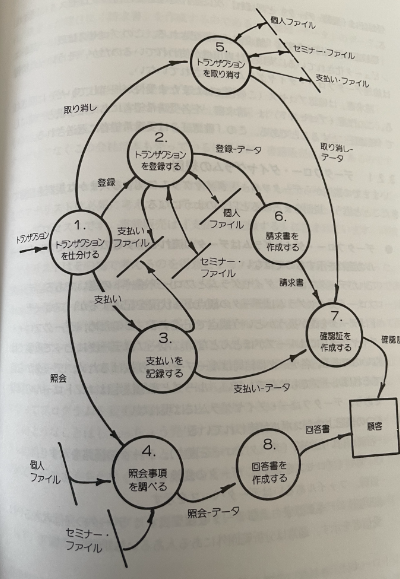 個人ファイル
5.
トランザクション
を取り消す
セミナー・ファイル
支払い・ファイル
取り消し
2.
トランザクション
を登録する
登録-データ
取り消し-
データ
登録
トランザクション
1.
トランザクション
を仕分ける
支払い
ファイル
個人
ファイル
6.
請求書を
作成する
セミナー・
ファイル
請求書
支払い
7.
確認証を
作成する
確認証
3.
支払いを
記録する
支払い-データ
照会
顧客
4.
照会事項
を調べる
8.
回答書を
作成する
回答書
個人
ファイル
照会-データ
セミナー・
ファイル